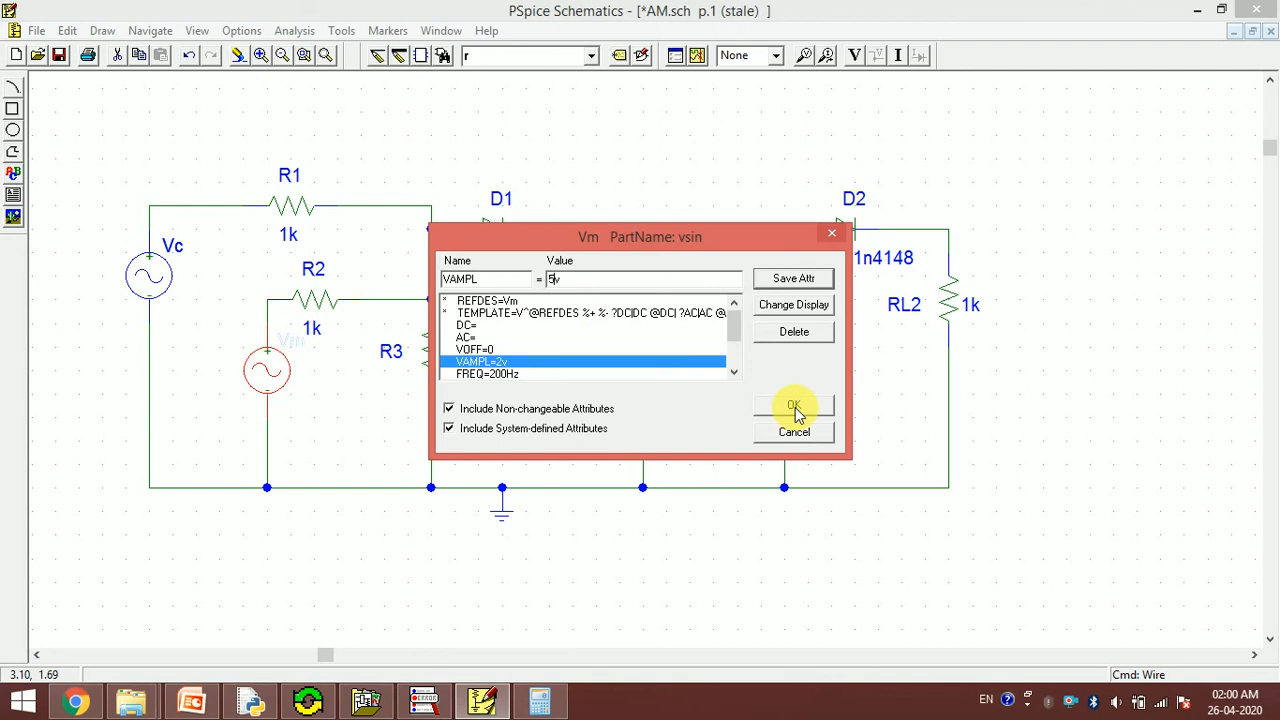 PSpice Schematics - [*AM.sch p.1 (stale) ]
File Edit Draw Navigate View Options Analysis Tools Markers Window Help
r
None
V I
R1
1k
Vc
R2
1k
Vm
R3
D1
D2
1n4148
RL2
1k
Vm PartName: vsin
Name Value
VAMPL = 5v
Save Attr
* REFDES=Vm
* TEMPLATE=V^@REFDES %+ %- ?DC|DC @DC| ?AC|AC @
DC=
AC=
VOFF=0
VAMPL=2v
FREQ=200Hz
Change Display
Delete
OK
Cancel
Include Non-changeable Attributes
Include System-defined Attributes
3.10, 1.69
Cmd: Wire
ERROR
EN
02:00 AM
26-04-2020